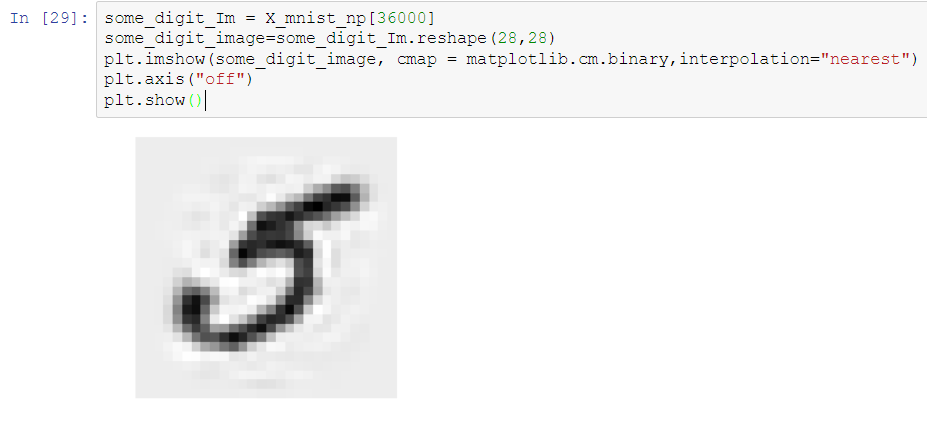 In [29]: some_digit_Im = X_mnist_np[36000]
some_digit_image=some_digit_Im.reshape(28,28)
plt.imshow(some_digit_image, cmap = matplotlib.cm.binary,interpolation="nearest")
plt.axis("off")
plt.show()
5